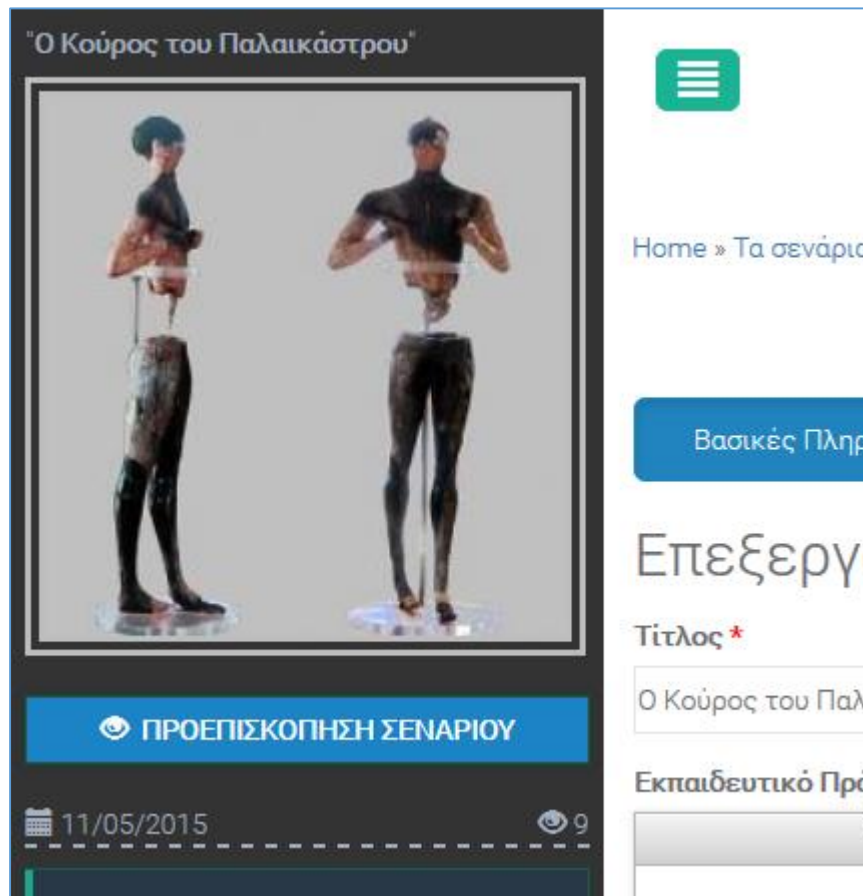 "Ο Κούρος του Παλαικάστρου"
ΠΡΟΕΠΙΣΚΟΠΗΣΗ ΣΕΝΑΡΙΟΥ
11/05/2015 9
Home » Τα σενάρια
Βασικές Πληρ
Επεξεργ
Τίτλος *
Ο Κούρος του Παλ
Εκπαιδευτικό Πρό